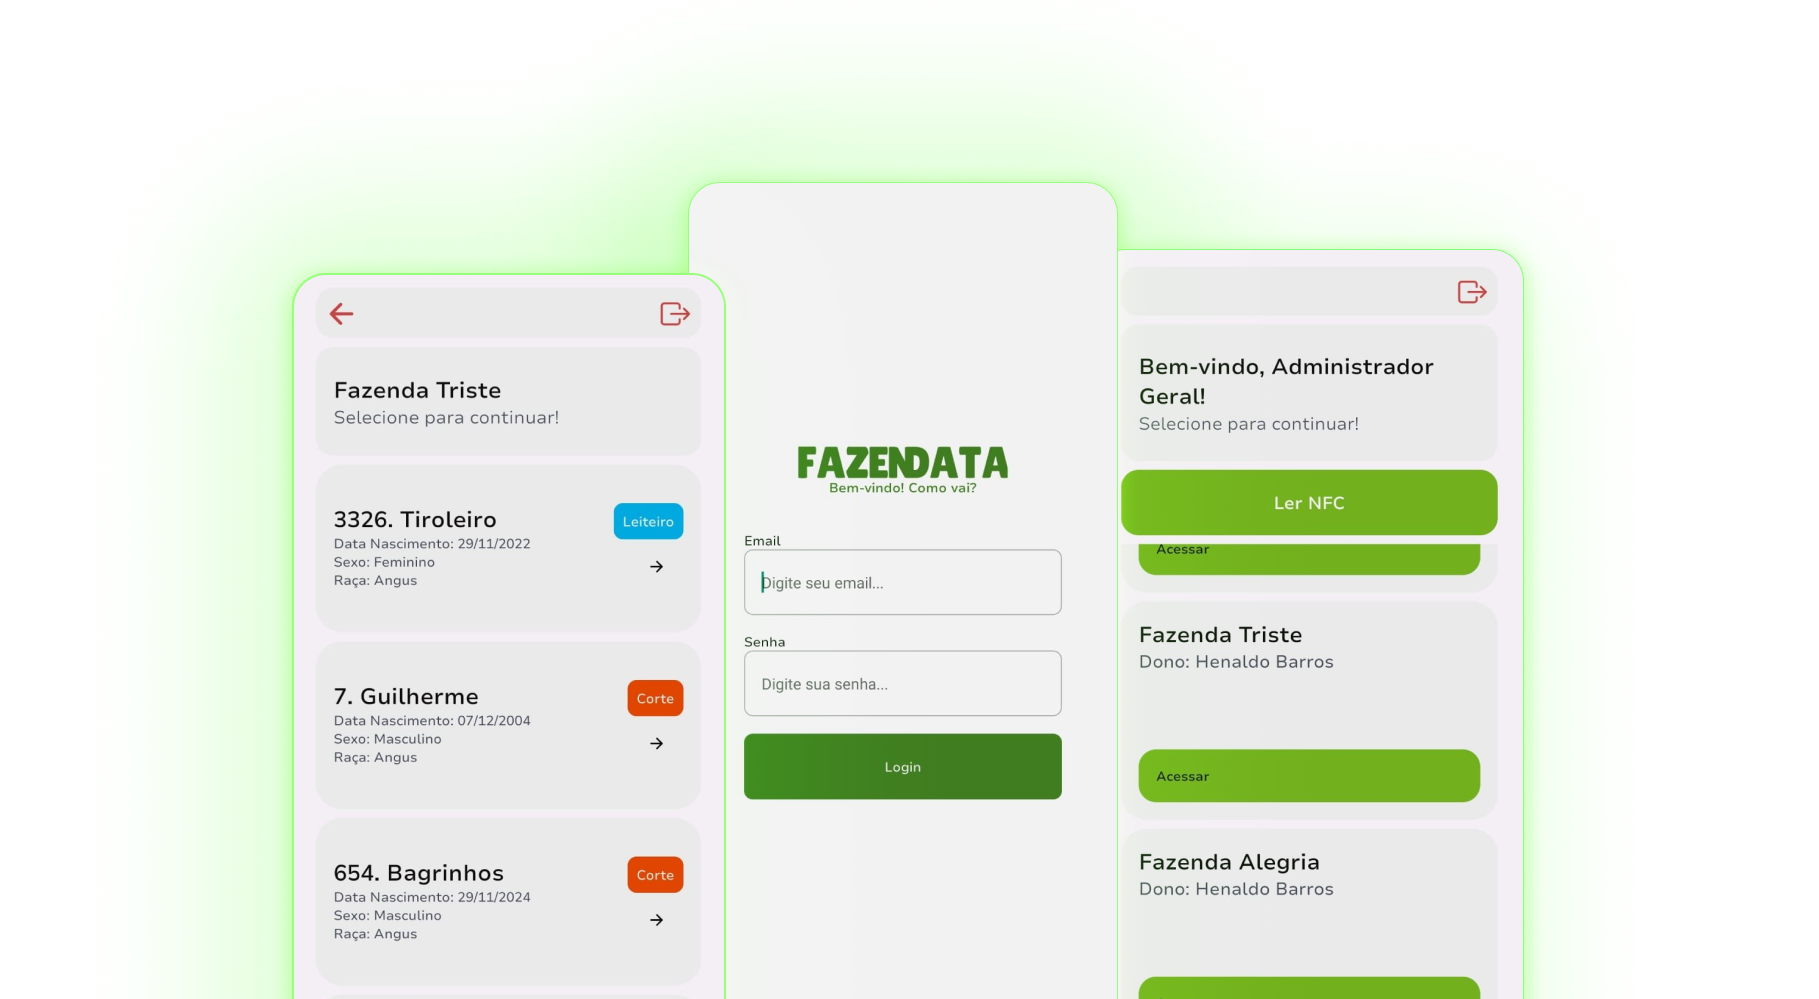 Fazenda Triste
Selecione para continuar!
3326. Tiroleiro
Leiteiro
Data Nascimento: 29/11/2022
Sexo: Feminino
Raça: Angus
7. Guilherme
Corte
Data Nascimento: 07/12/2004
Sexo: Masculino
Raça: Angus
654. Bagrinhos
Corte
Data Nascimento: 29/11/2024
Sexo: Masculino
Raça: Angus
FAZENDATA
Bem-vindo! Como vai?
Email
Digite seu email...
Senha
Digite sua senha...
Login
Bem-vindo, Administrador
Geral!
Selecione para continuar!
Ler NFC
Acessar
Fazenda Triste
Dono: Henaldo Barros
Acessar
Fazenda Alegria
Dono: Henaldo Barros